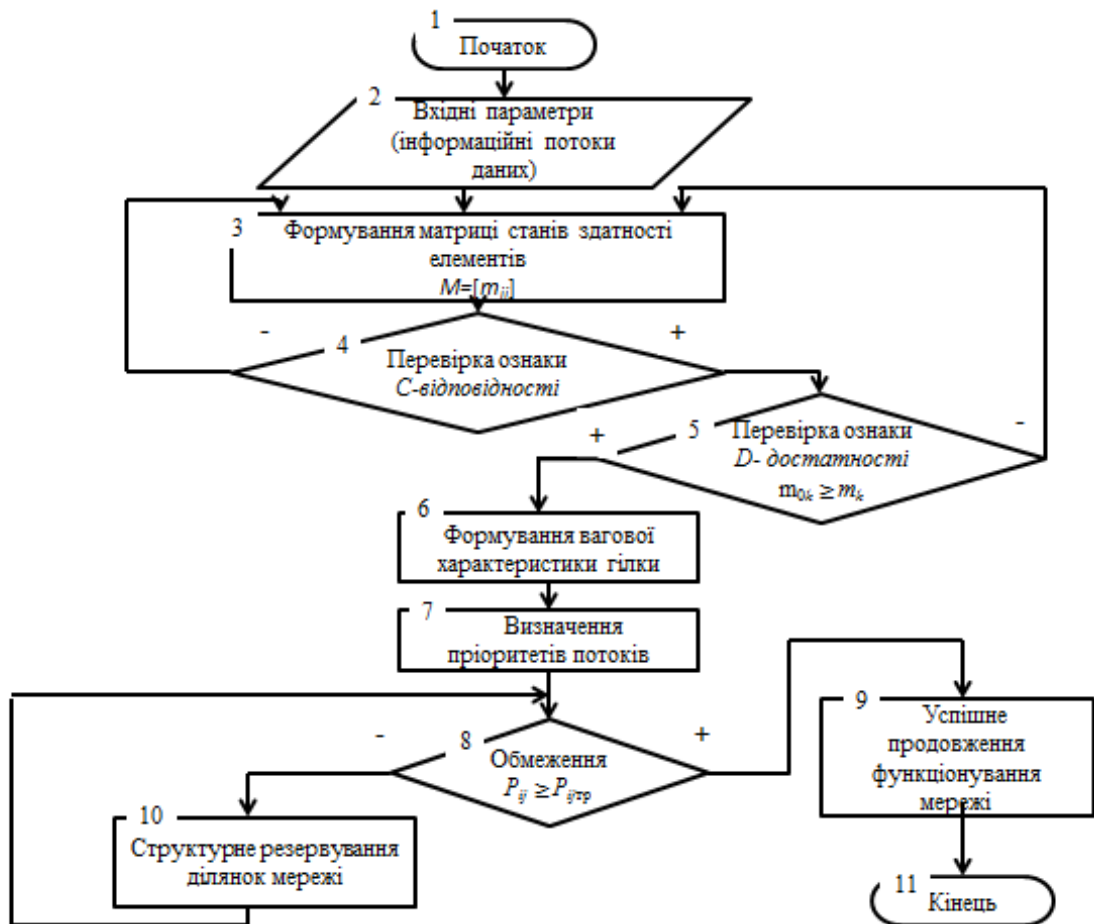 1
Початок
2
Вхідні параметри
(інформаційні потоки
даних)
3
Формування матриці станів здатності
елементів
M=[mij]
-
4
+
Перевірка ознаки
С-відповідності
+
5
-
Перевірка ознаки
D- достатності
m0k ≥ mk
6
Формування вагової
характеристики гілки
7
Визначення
пріоритетів потоків
-
8
+
Обмеження
Pij ≥ Pijтр
9
Успішне
продовження
функціонування
мережі
10
Структурне резервування
ділянок мережі
11
Кінець